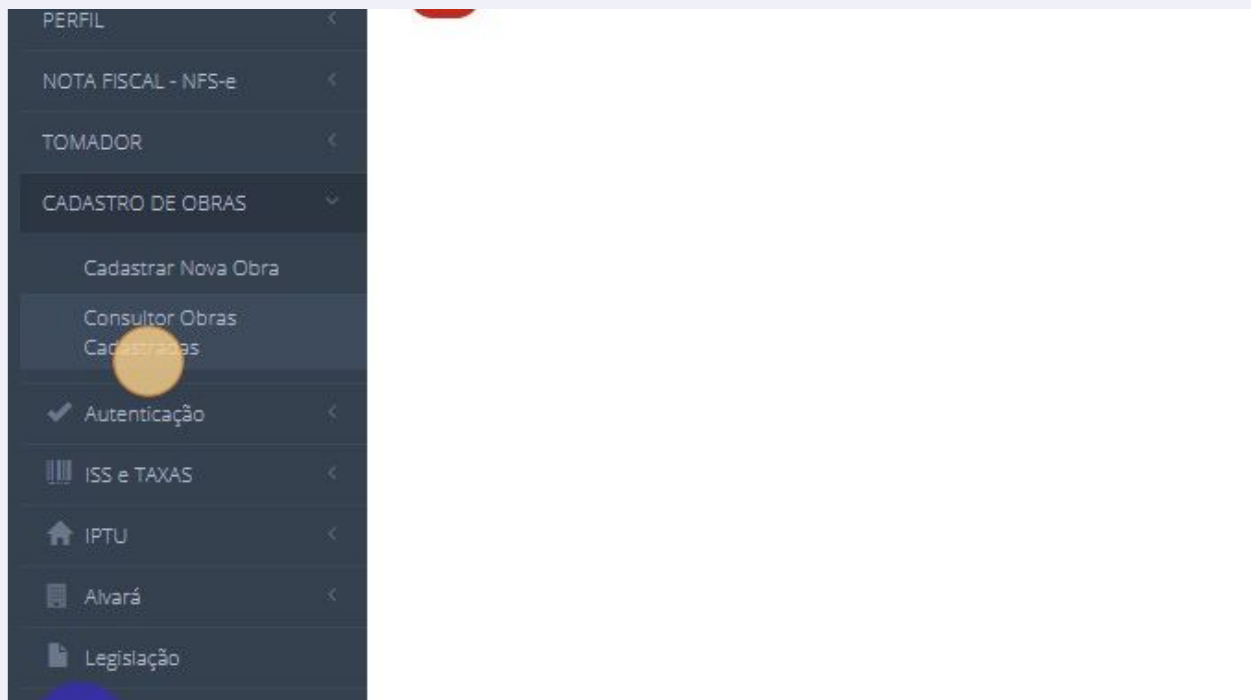 PERFIL
NOTA FISCAL - NFS-e
TOMADOR
CADASTRO DE OBRAS
Cadastrar Nova Obra
Consultor Obras
Cadastradas
Autenticação
ISS e TAXAS
IPTU
Alvará
Legislação